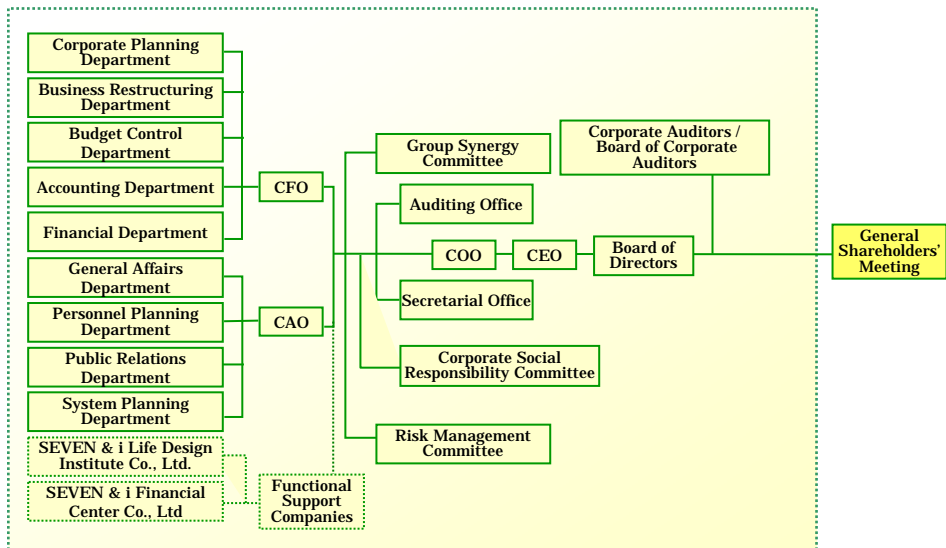 Corporate Planning
Department
Business Restructuring
Department
Budget Control
Department
Accounting Department
Financial Department
General Affairs
Department
Personnel Planning
Department
Public Relations
Department
System Planning
Department
SEVEN & i Life Design
Institute Co., Ltd.
SEVEN & i Financial
Center Co., Ltd
CFO
CAO
Functional
Support
Companies
Group Synergy
Committee
Auditing Office
COO
CEO
Secretarial Office
Corporate Social
Responsibility Committee
Risk Management
Committee
Corporate Auditors /
Board of Corporate
Auditors
Board of
Directors
General
Shareholders'
Meeting